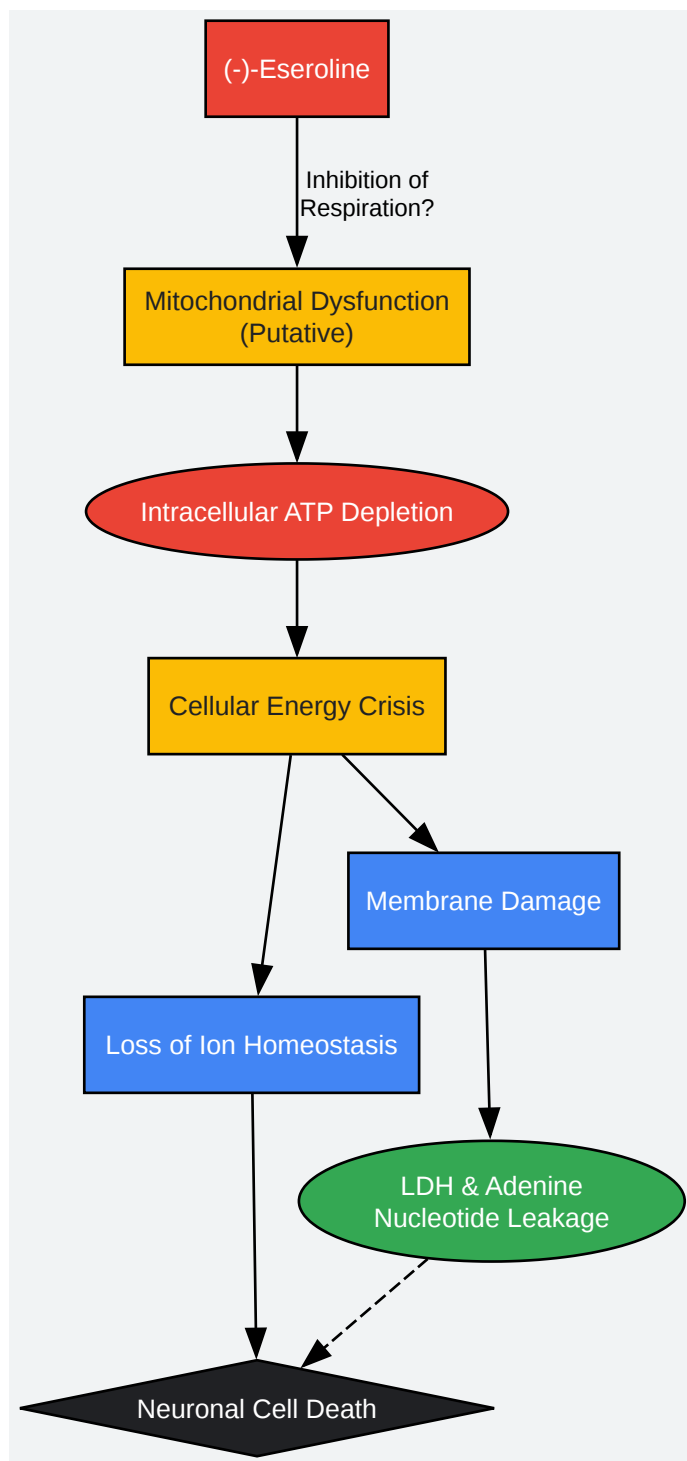 (-)-Eseroline
Inhibition of
Respiration?
Mitochondrial Dysfunction
(Putative)
Intracellular ATP Depletion
Cellular Energy Crisis
Membrane Damage
Loss of Ion Homeostasis
LDH & Adenine
Nucleotide Leakage
Neuronal Cell Death